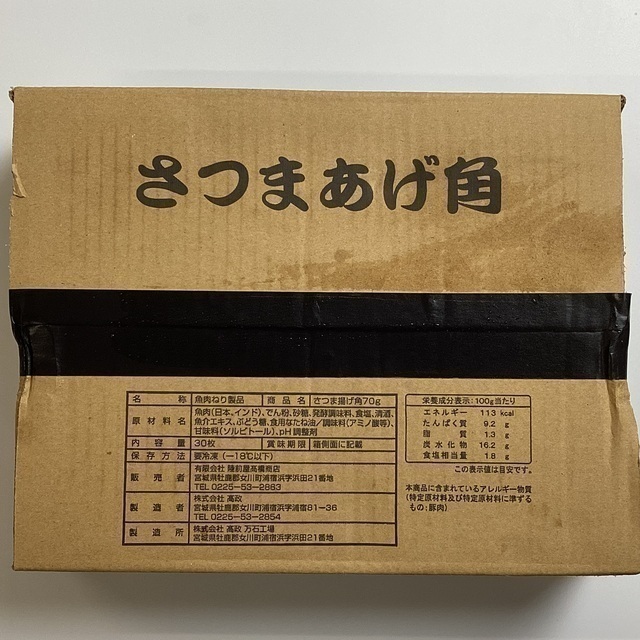 さつまあげ角
名 称 魚肉ねり製品 商 品 名 さつま揚げ角70g
原材料名 魚肉(日本、インド)、でん粉、砂糖、発酵調味料、食塩、清酒、
魚介エキス、ぶどう糖、食用なたね油/調味料(アミノ酸等)、
甘味料(ソルビトール)、pH調整剤
内 容 量 30枚 賞味期限 箱側面に記載
保存方法 要冷凍(-18℃以下)
販 売 者 有限会社 陸前屋高橋商店
宮城県牡鹿郡女川町浦宿浜字浜田21番地
TEL 0225-53-2883
製 造 者 株式会社 高政
宮城県牡鹿郡女川町浦宿浜字浦宿81-36
TEL 0225-53-2854
製 造 所 株式会社 高政 万石工場
宮城県牡鹿郡女川町浦宿浜字浜田21番地
栄養成分表示:100g当たり
エネルギー 113 kcal
たんぱく質 9.2 g
脂 質 1.3 g
炭水化物 16.2 g
食塩相当量 1.8 g
この表示値は目安です。
本商品に含まれているアレルギー物質
(特定原材料及び特定原材料に準ずる
もの:豚肉)